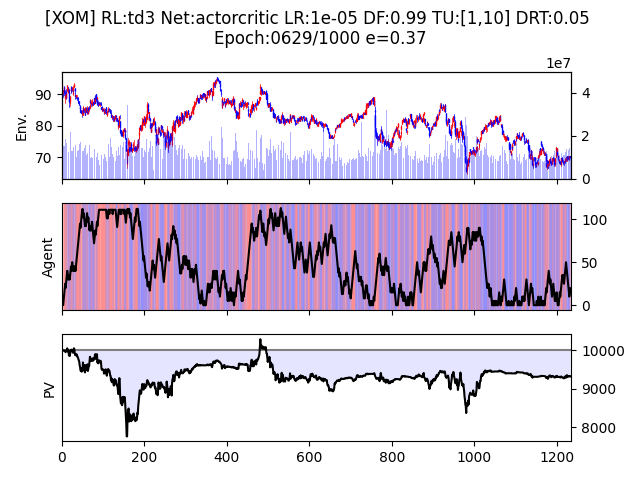 [XOM] RL:td3 Net:actorcritic LR:1e-05 DF:0.99 TU:[1,10] DRT:0.05
Epoch:0629/1000 e=0.37
1e7
90
80
70
Env.
4
2
0
Agent
100
50
0
PV
10000
9000
8000
0 200 400 600 800 1000 1200